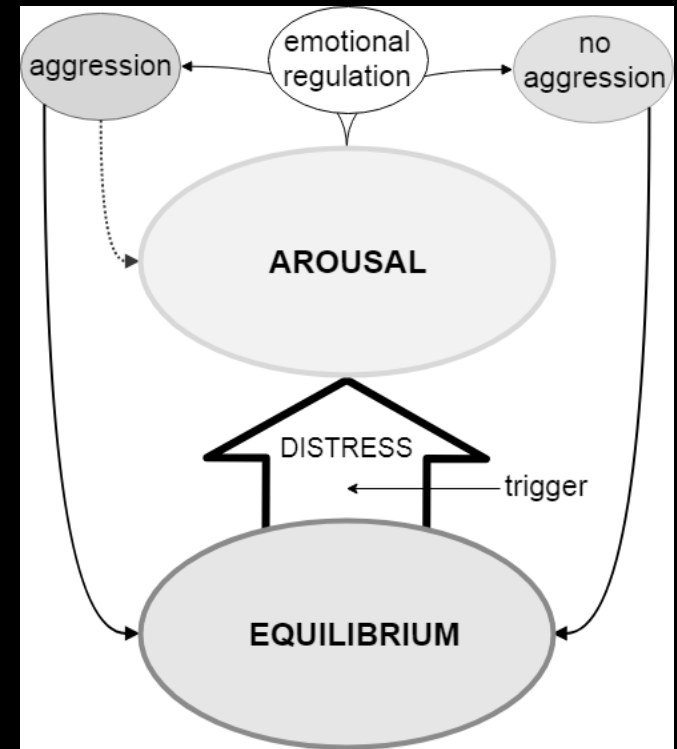 emotional
regulation
aggression
no
aggression
AROUSAL
DISTRESS
trigger
EQUILIBRIUM